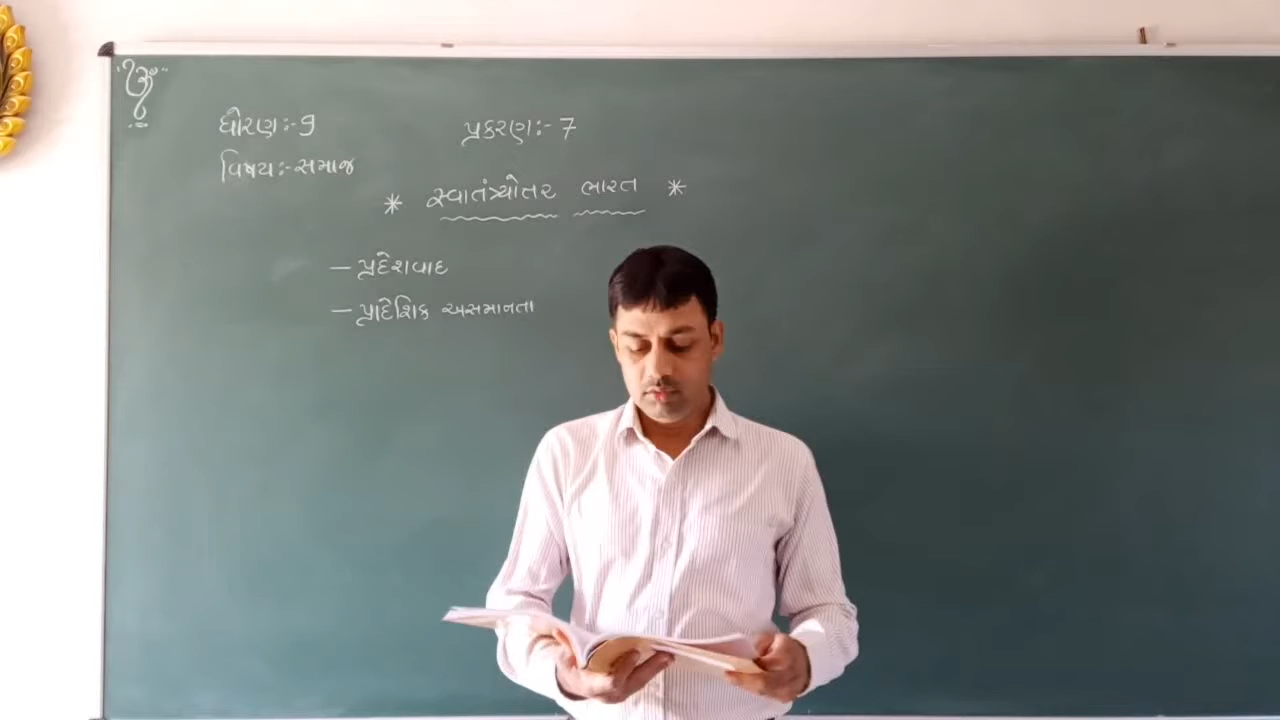 ધોરણ:-9
પ્રકરણ:-7
વિષય:-સમાજ
* સ્વાતંત્ર્યોતર ભારત *
— પ્રદેશવાદ
— પ્રાદેશિક અસમાનતા